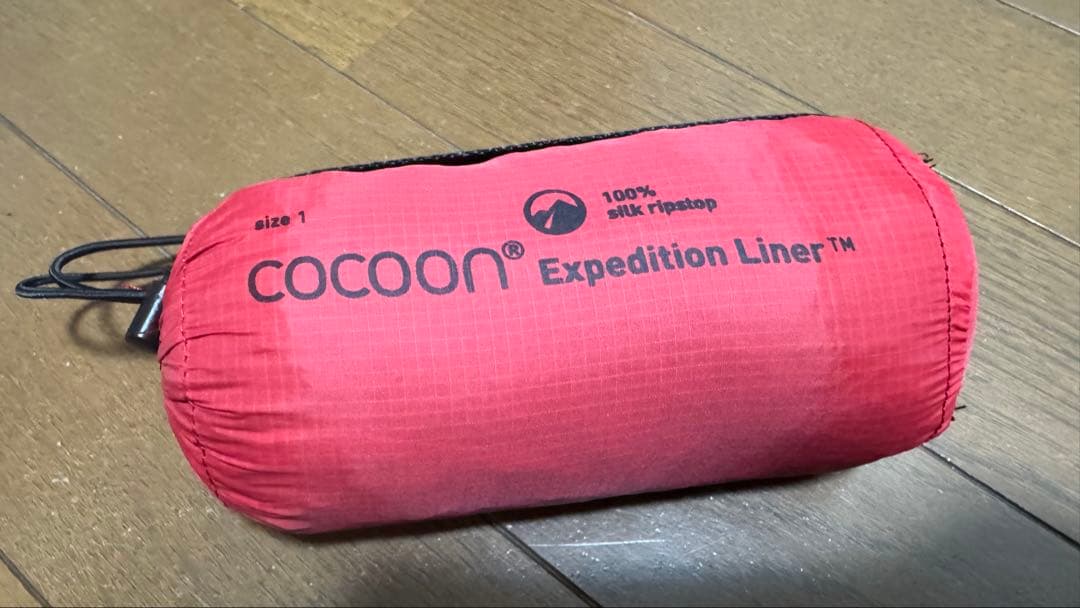 size 1
100%
silk ripstop
cocoon® Expedition Liner™